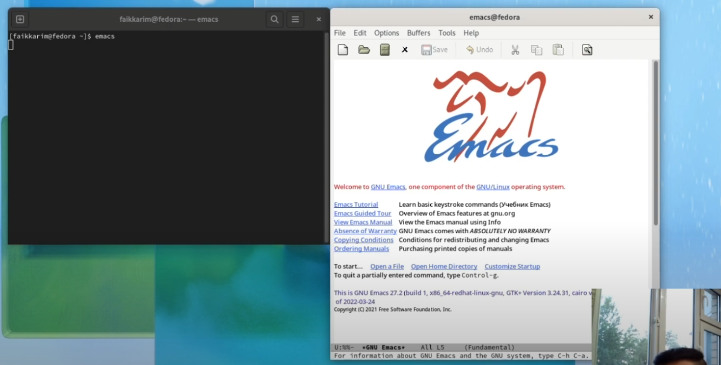 faikkarim@fedora:~ — emacs
[faikkarim@fedora ~]$ emacs
emacs@fedora
File Edit Options Buffers Tools Help
Save Undo
Emacs
Welcome to GNU Emacs, one component of the GNU/Linux operating system.
Emacs Tutorial Learn basic keystroke commands (Учебник Emacs)
Emacs Guided Tour Overview of Emacs features at gnu.org
View Emacs Manual View the Emacs manual using Info
Absence of Warranty GNU Emacs comes with ABSOLUTELY NO WARRANTY
Copying Conditions Conditions for redistributing and changing Emacs
Ordering Manuals Purchasing printed copies of manuals
To start... Open a File Open Home Directory Customize Startup
To quit a partially entered command, type Control-g.
This is GNU Emacs 27.2 (build 1, x86_64-redhat-linux-gnu, GTK+ Version 3.24.31, cairo v
of 2022-03-24
Copyright (C) 2021 Free Software Foundation, Inc.
U:%%- *GNU Emacs* All L5 (Fundamental)
For information about GNU Emacs and the GNU system, type C-h C-a.